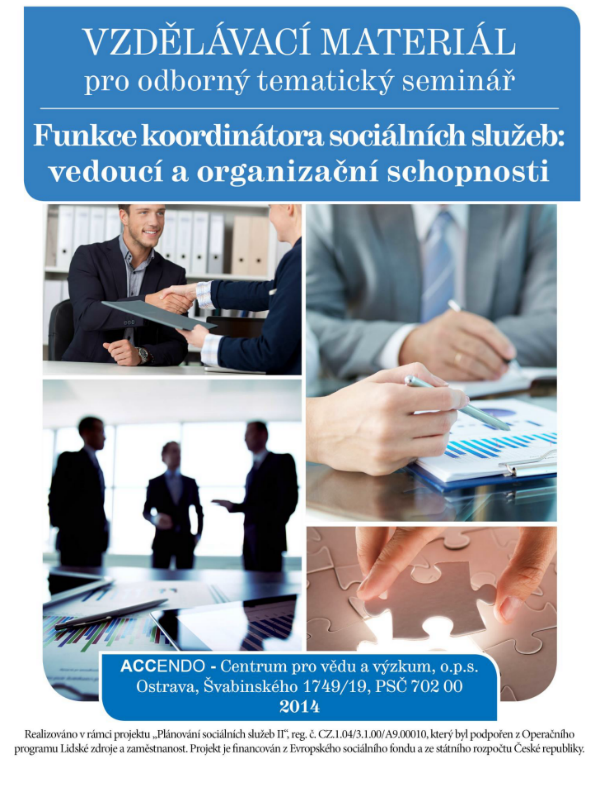 VZDĚLÁVACÍ MATERIÁL
pro odborný tematický seminář
Funkce koordinátora sociálních služeb:
vedoucí a organizační schopnosti
ACCENDO - Centrum pro vědu a výzkum, o.p.s.
Ostrava, Švabinského 1749/19, PSČ 702 00
2014
Realizováno v rámci projektu „Plánování sociálních služeb II“, reg. č. CZ.1.04/3.1.00/A9.00010, který byl podpořen z Operačního
programu Lidské zdroje a zaměstnanost. Projekt je financován z Evropského sociálního fondu a ze státního rozpočtu České republiky.